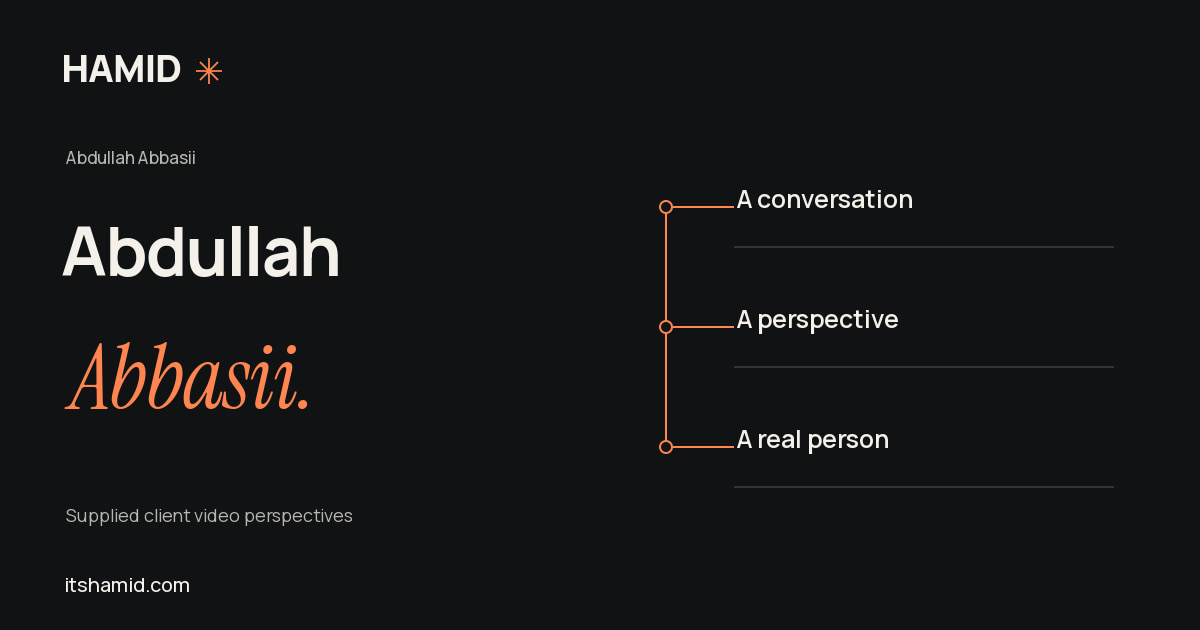 HAMID
Abdullah Abbasii
Abdullah
Abbasii.
Supplied client video perspectives
itshamid.com
A conversation
A perspective
A real person